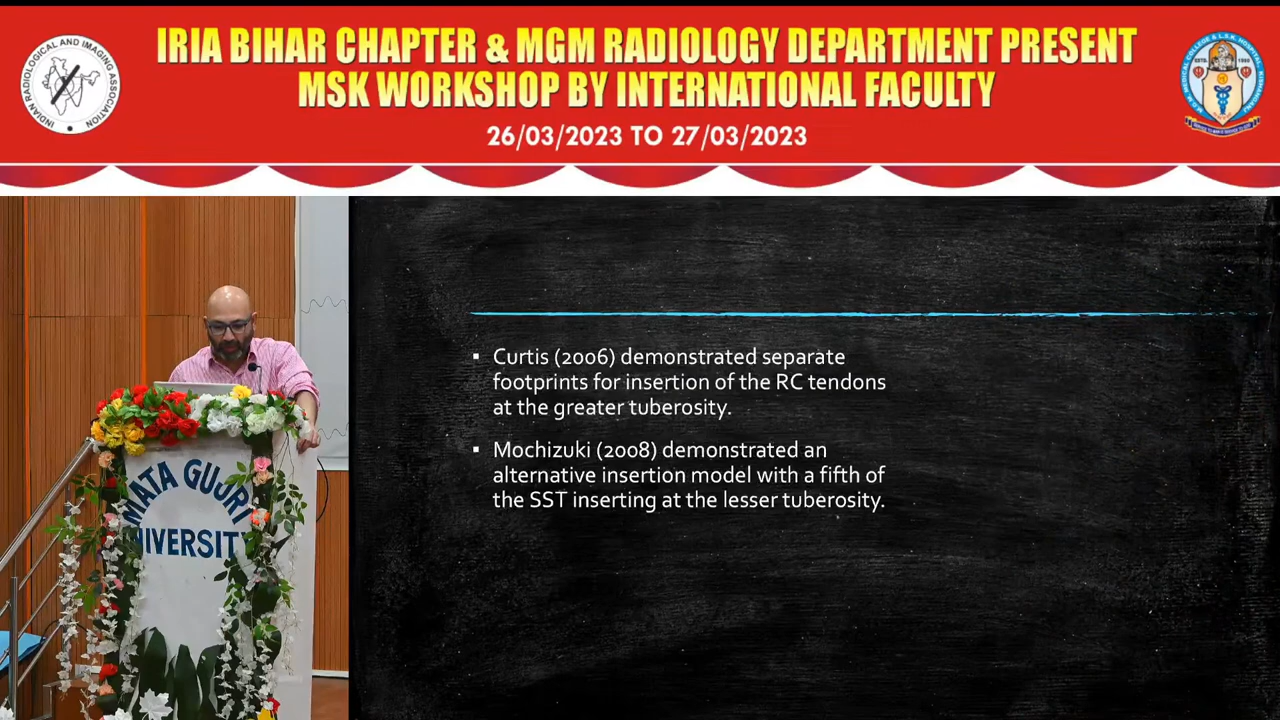 IRIA BIHAR CHAPTER & MGM RADIOLOGY DEPARTMENT PRESENT
MSK WORKSHOP BY INTERNATIONAL FACULTY
26/03/2023 TO 27/03/2023
INDIAN RADIOLOGICAL AND IMAGING ASSOCIATION
▪ Curtis (2006) demonstrated separate
footprints for insertion of the RC tendons
at the greater tuberosity.
▪ Mochizuki (2008) demonstrated an
alternative insertion model with a fifth of
the SST inserting at the lesser tuberosity.
MATA GUJRI
UNIVERSITY